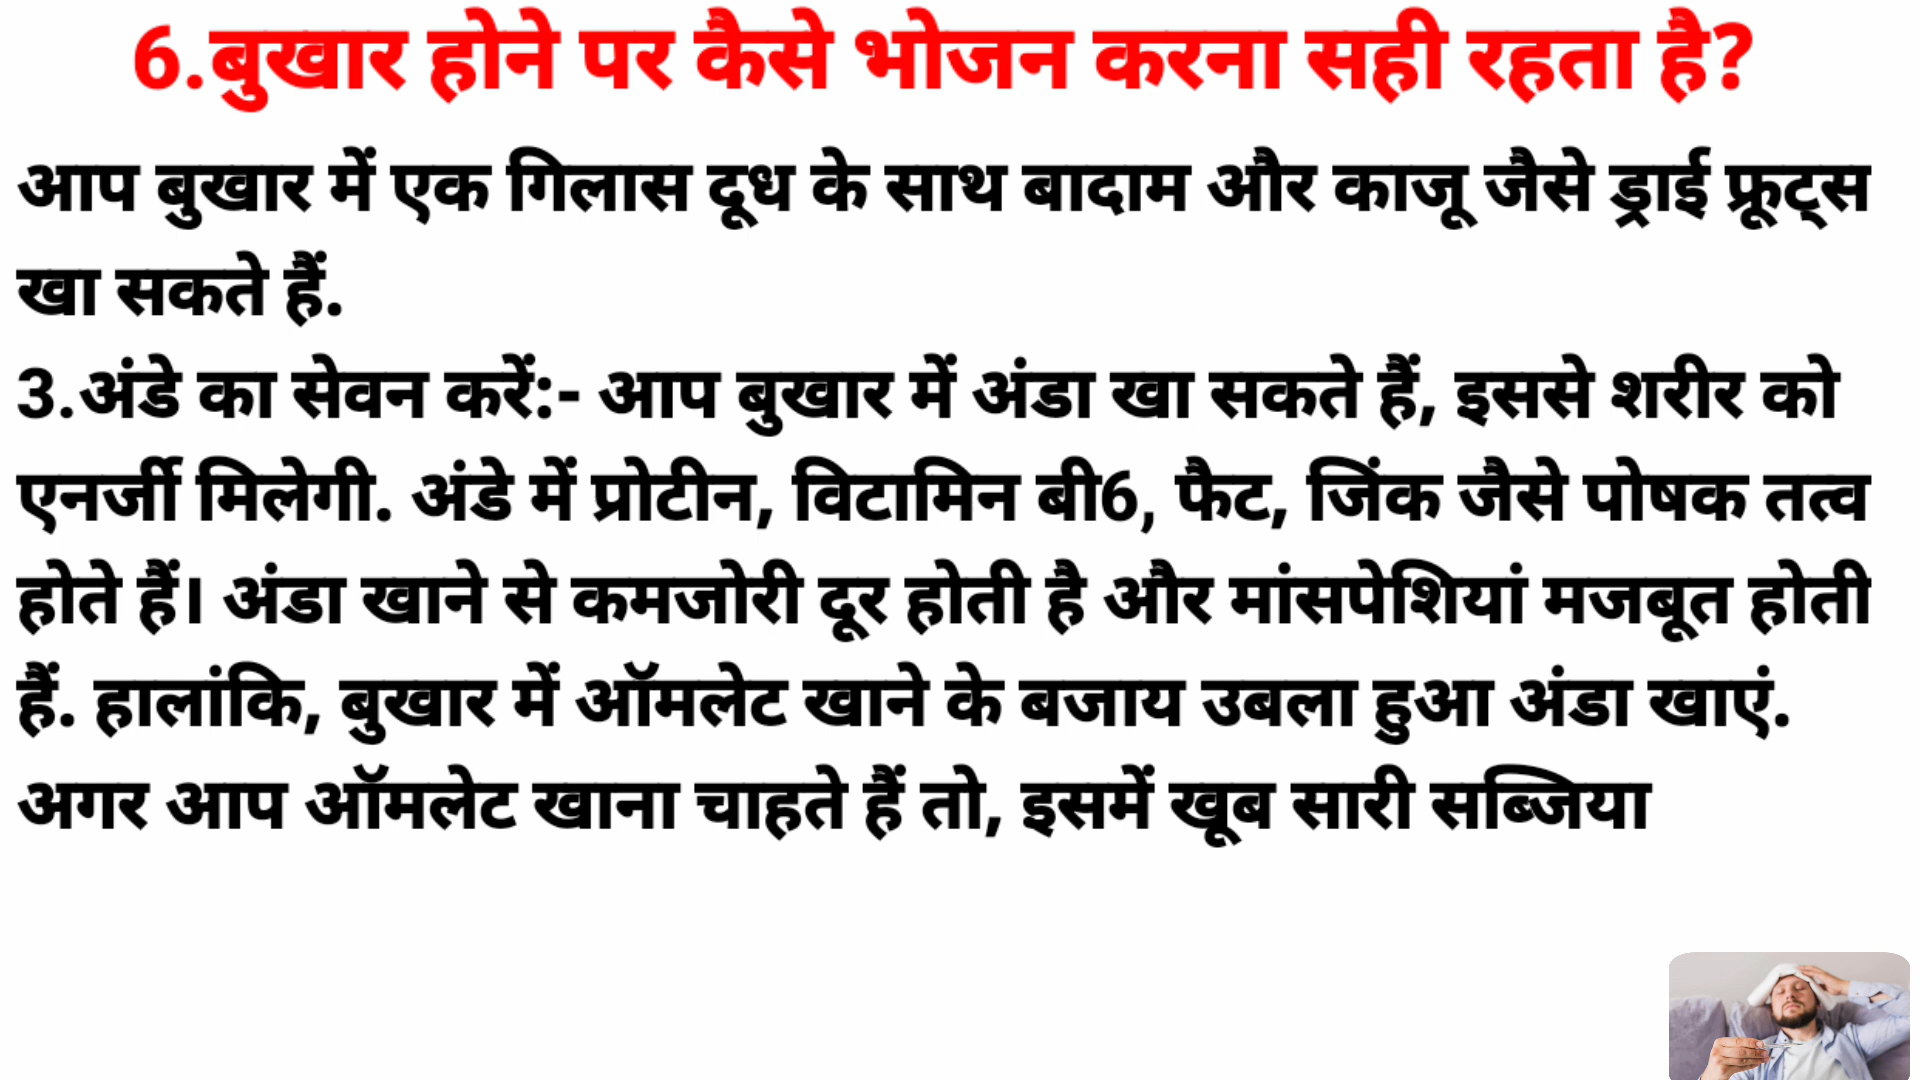 6.बुखार होने पर कैसे भोजन करना सही रहता है?
आप बुखार में एक गिलास दूध के साथ बादाम और काजू जैसे ड्राई फ्रूट्स
खा सकते हैं.
3.अंडे का सेवन करें:- आप बुखार में अंडा खा सकते हैं, इससे शरीर को
एनर्जी मिलेगी. अंडे में प्रोटीन, विटामिन बी6, फैट, जिंक जैसे पोषक तत्व
होते हैं। अंडा खाने से कमजोरी दूर होती है और मांसपेशियां मजबूत होती
हैं. हालांकि, बुखार में ऑमलेट खाने के बजाय उबला हुआ अंडा खाएं.
अगर आप ऑमलेट खाना चाहते हैं तो, इसमें खूब सारी सब्जिया